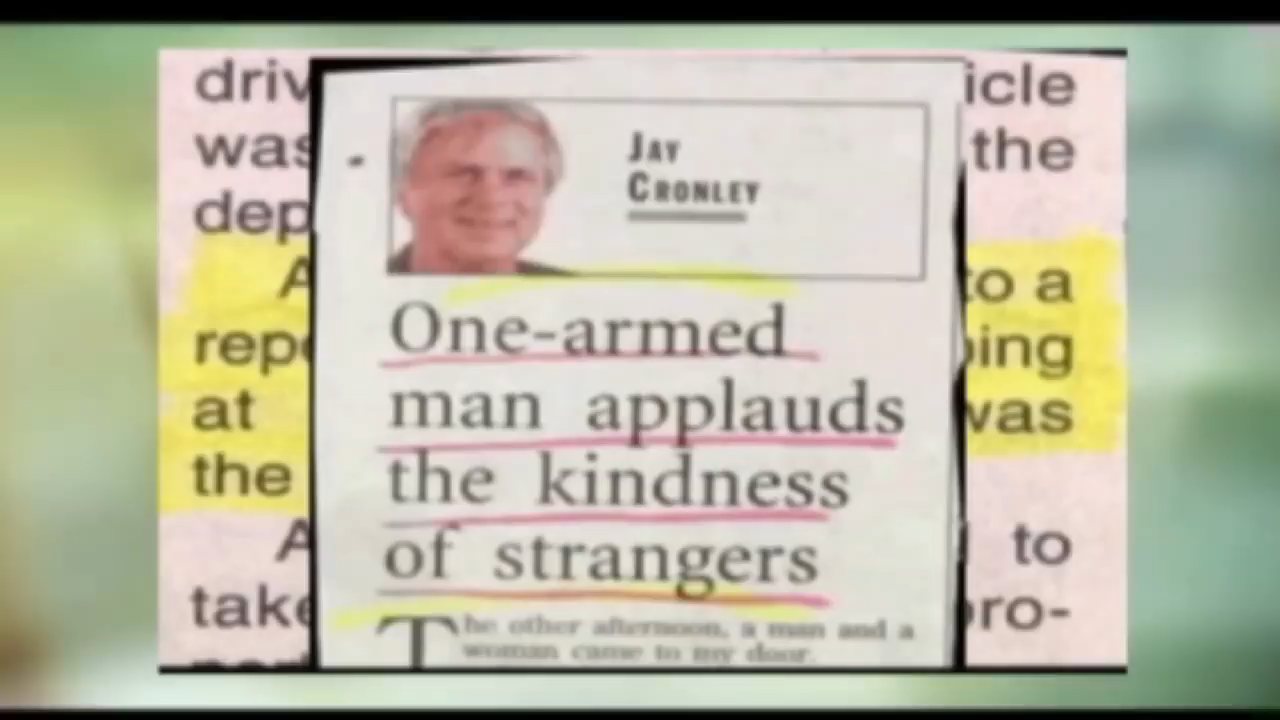 driv icle
was the
dep
JAY
CRONLEY
A to a
One-armed
rep ing
man applauds
at was
the kindness
the
of strangers
A to
take pro-
The other afternoon, a man and a
woman came to my door.